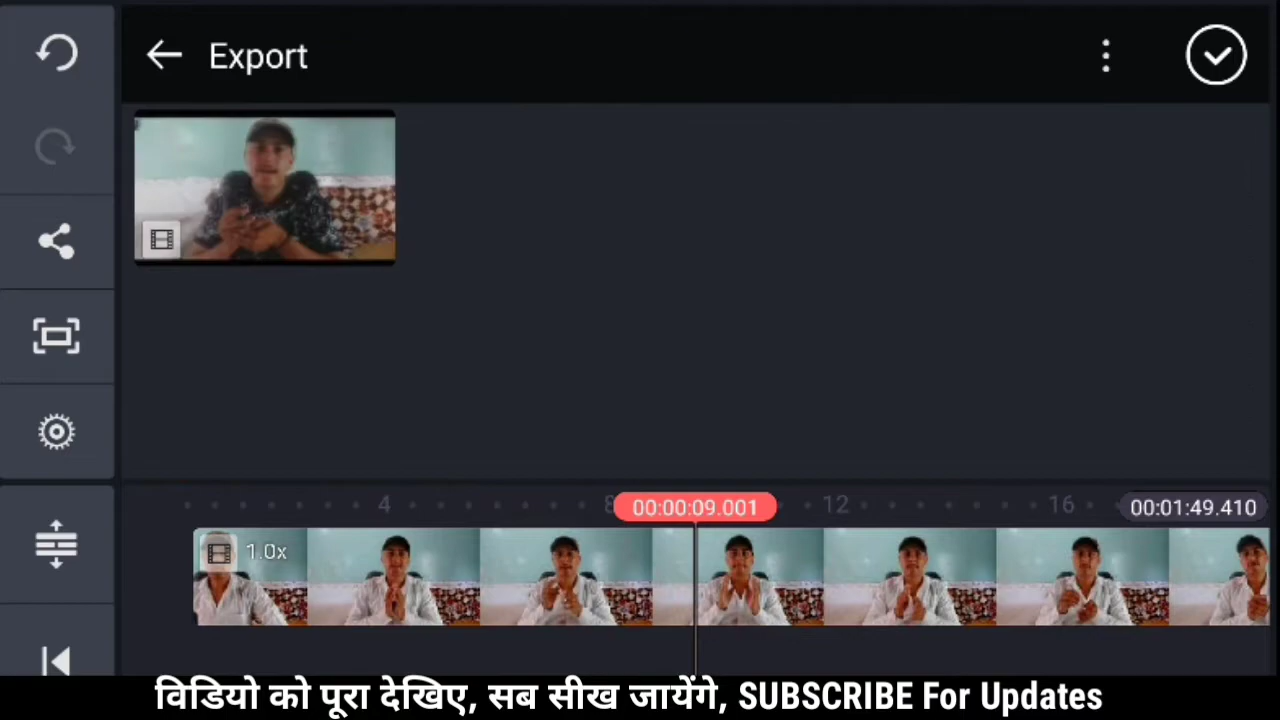 Export
4
8
00:00:09.001
12
16
00:01:49.410
1.0x
विडियो को पूरा देखिए, सब सीख जायेंगे, SUBSCRIBE For Updates